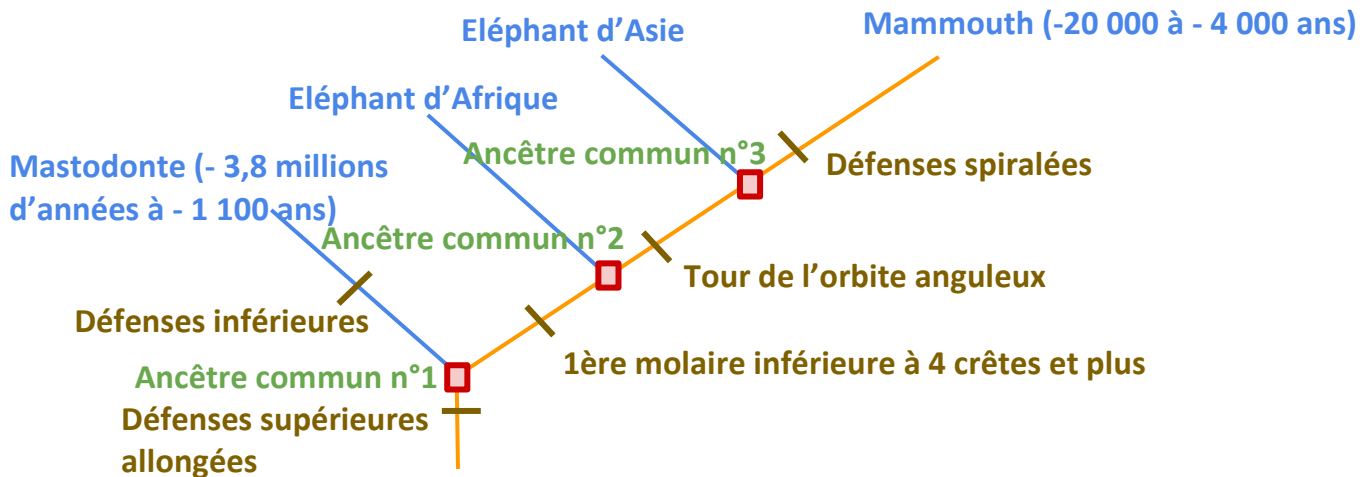 Eléphant d’Asie
Mammouth (-20 000 à - 4 000 ans)
Eléphant d’Afrique
Mastodonte (- 3,8 millions
d’années à - 1 100 ans)
Ancêtre commun n°3
Défenses spiralées
Ancêtre commun n°2
Tour de l’orbite anguleux
Défenses inférieures
1ère molaire inférieure à 4 crêtes et plus
Ancêtre commun n°1
Défenses supérieures
allongées